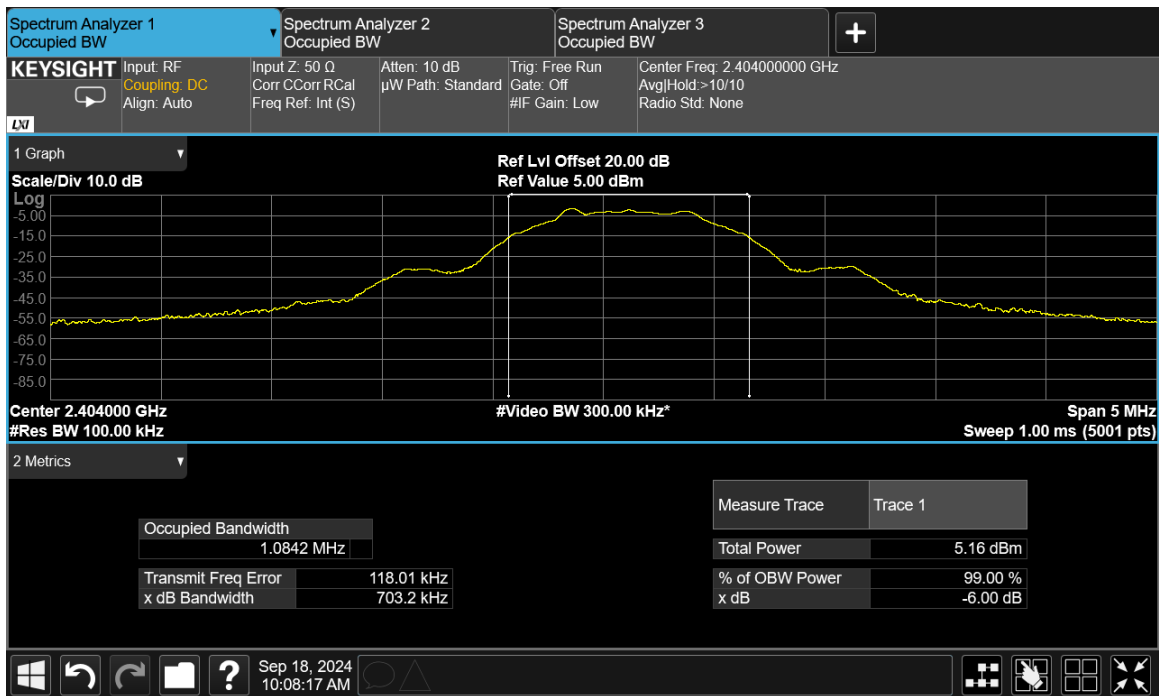 Spectrum Analyzer 1
Occupied BW
Spectrum Analyzer 2
Occupied BW
Spectrum Analyzer 3
Occupied BW
KEYSIGHT
Input: RF
Coupling: DC
Align: Auto
Input Z: 50 Ω
Corr CCorr RCal
Freq Ref: Int (S)
Atten: 10 dB
µW Path: Standard
Trig: Free Run
Gate: Off
#IF Gain: Low
Center Freq: 2.404000000 GHz
Avg|Hold:>10/10
Radio Std: None
LXI
1 Graph
Scale/Div 10.0 dB
Ref Lvl Offset 20.00 dB
Ref Value 5.00 dBm
Log
-5.00
-15.0
-25.0
-35.0
-45.0
-55.0
-65.0
-75.0
-85.0
Center 2.404000 GHz
#Video BW 300.00 kHz*
Span 5 MHz
#Res BW 100.00 kHz
Sweep 1.00 ms (5001 pts)
2 Metrics
Measure Trace Trace 1
Occupied Bandwidth
1.0842 MHz
Total Power 5.16 dBm
Transmit Freq Error 118.01 kHz
% of OBW Power 99.00 %
x dB Bandwidth 703.2 kHz
x dB -6.00 dB
?
Sep 18, 2024
10:08:17 AM